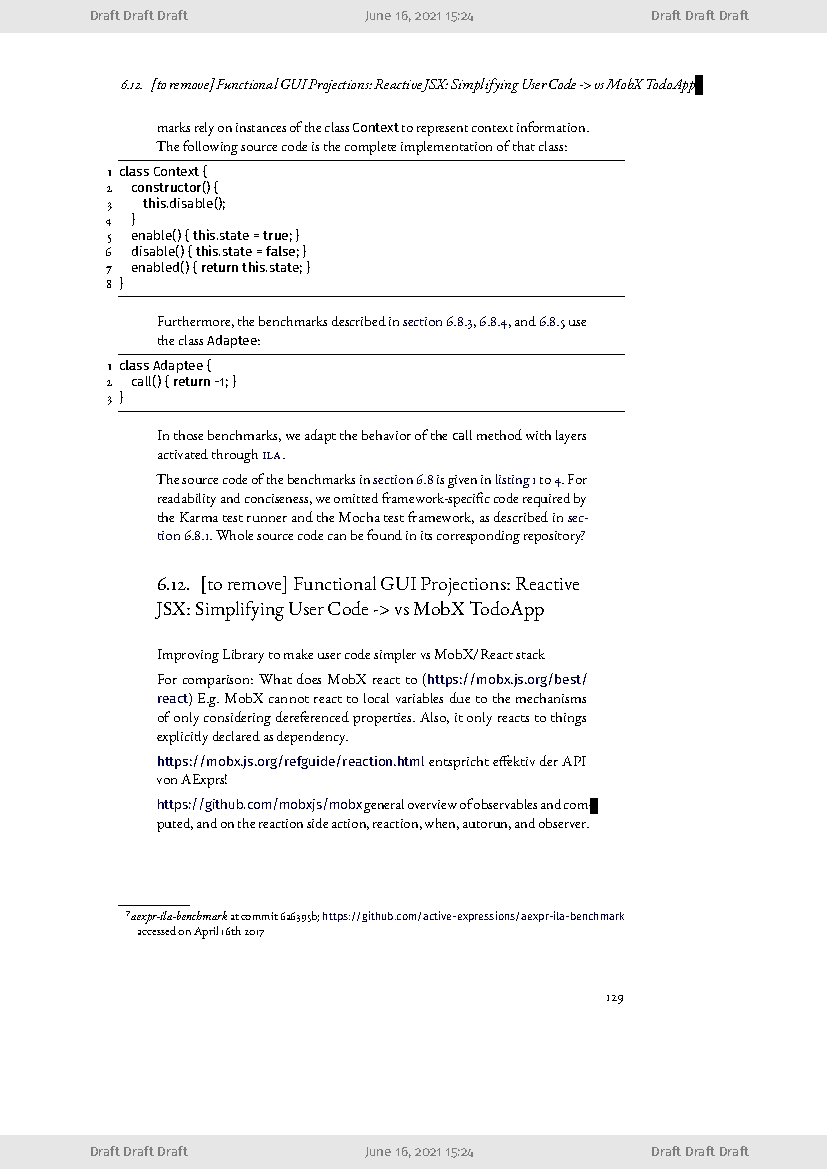 Draft Draft Draft June 16, 2021 15:24 Draft Draft Draft
6.12. [to remove] Functional GUI Projections: Reactive JSX: Simplifying User Code -> vs MobX TodoApp
marks rely on instances of the class Context to represent context information.
The following source code is the complete implementation of that class:
1 class Context {
2 constructor() {
3 this.disable();
4 }
5 enable() { this.state = true; }
6 disable() { this.state = false; }
7 enabled() { return this.state; }
8 }
Furthermore, the benchmarks described in section 6.8.3, 6.8.4, and 6.8.5 use
the class Adaptee:
1 class Adaptee {
2 call() { return -1; }
3 }
In those benchmarks, we adapt the behavior of the call method with layers
activated through ILA.
The source code of the benchmarks in section 6.8 is given in listing 1 to 4. For
readability and conciseness, we omitted framework-specific code required by
the Karma test runner and the Mocha test framework, as described in sec-
tion 6.8.1. Whole source code can be found in its corresponding repository⁷
6.12. [to remove] Functional GUI Projections: Reactive
JSX: Simplifying User Code -> vs MobX TodoApp
Improving Library to make user code simpler vs MobX/React stack
For comparison: What does MobX react to (https://mobx.js.org/best/
react) E.g. MobX cannot react to local variables due to the mechanisms
of only considering dereferenced properties. Also, it only reacts to things
explicitly declared as dependency.
https://mobx.js.org/refguide/reaction.html entspricht effektiv der API
von AExprs!
https://github.com/mobxjs/mobx general overview of observables and com-
puted, and on the reaction side action, reaction, when, autorun, and observer.
⁷ aexpr-ila-benchmark at commit 6a6395b; https://github.com/active-expressions/aexpr-ila-benchmark
accessed on April 16th 2017
129
Draft Draft Draft June 16, 2021 15:24 Draft Draft Draft